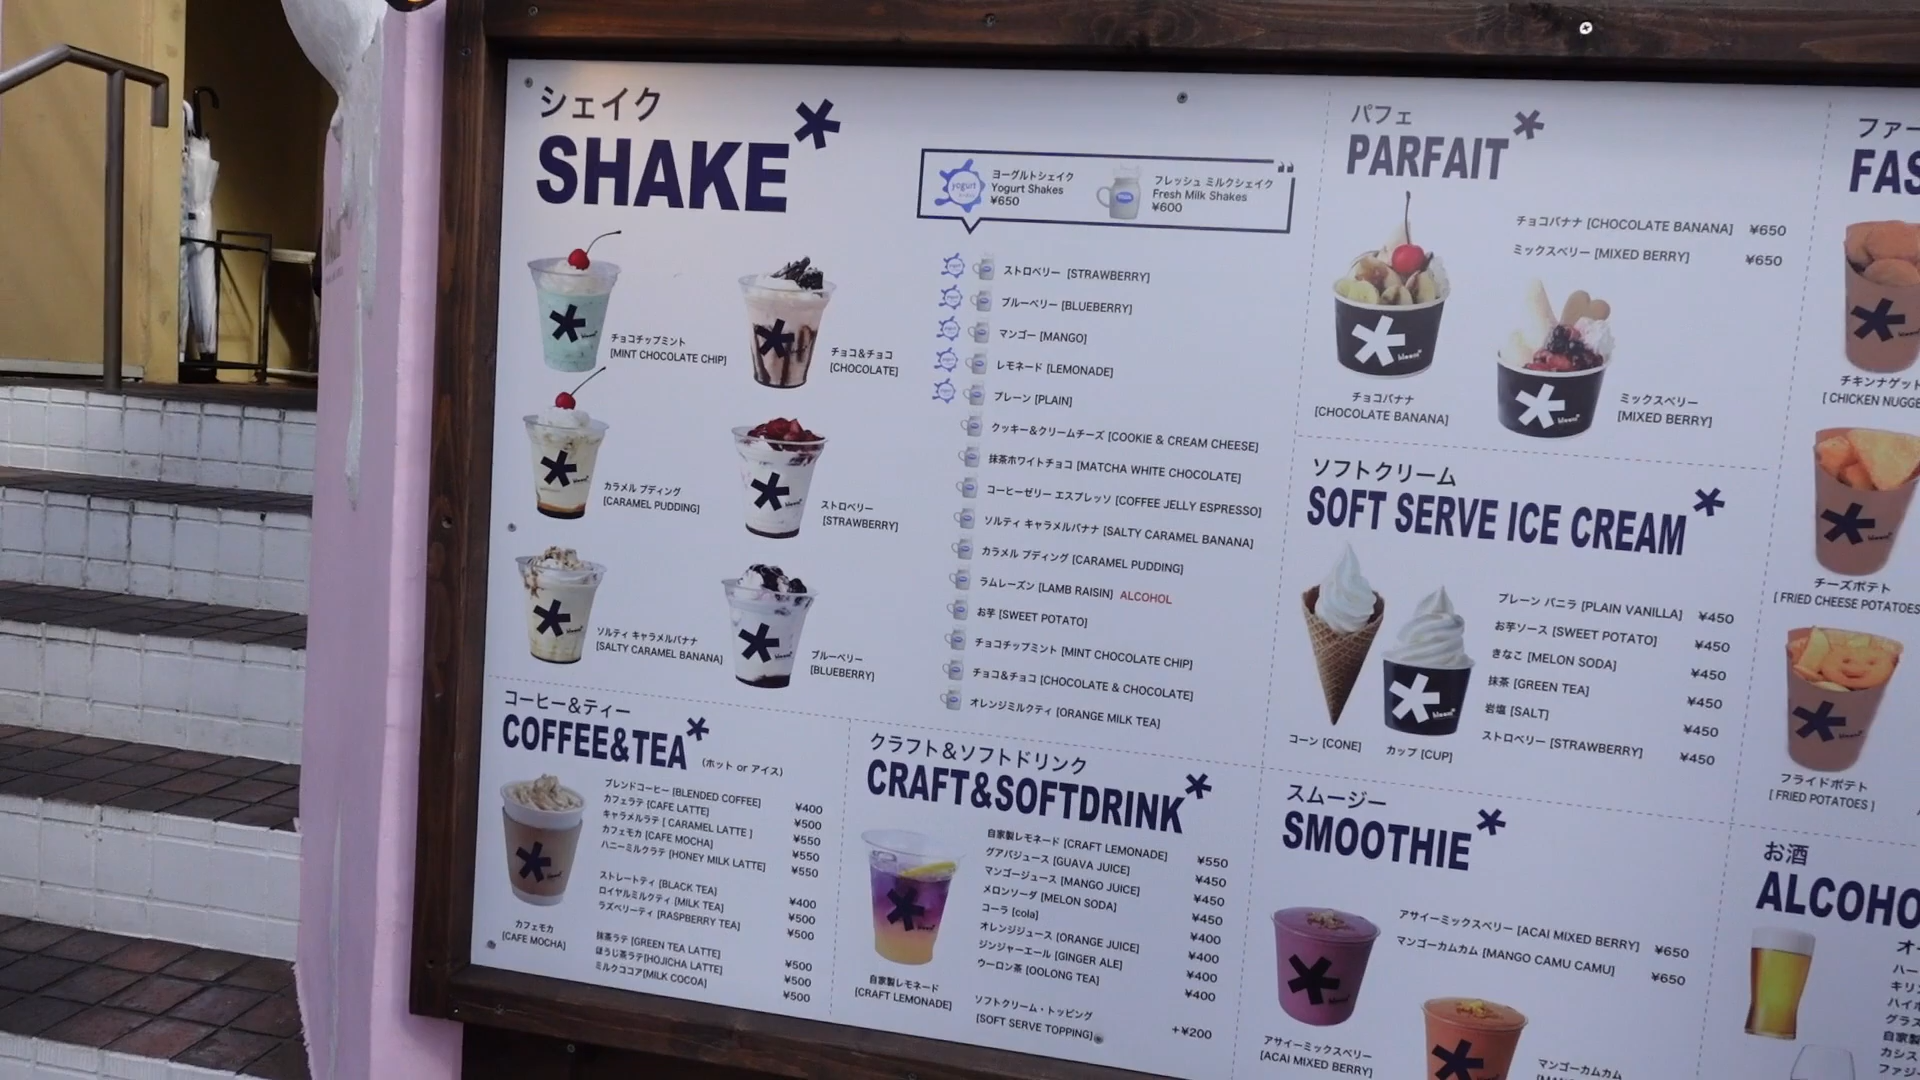 シェイク
SHAKE*
yogurt
ヨーグルトシェイク
Yogurt Shakes
¥650
フレッシュ ミルクシェイク
Fresh Milk Shakes
¥600
チョコチップミント
[MINT CHOCOLATE CHIP]
チョコ&チョコ
[CHOCOLATE]
カラメル プディング
[CARAMEL PUDDING]
ストロベリー
[STRAWBERRY]
ソルティ キャラメルバナナ
[SALTY CARAMEL BANANA]
ブルーベリー
[BLUEBERRY]
ストロベリー [STRAWBERRY]
ブルーベリー [BLUEBERRY]
マンゴー [MANGO]
レモネード [LEMONADE]
プレーン [PLAIN]
クッキー&クリームチーズ [COOKIE & CREAM CHEESE]
抹茶ホワイトチョコ [MATCHA WHITE CHOCOLATE]
コーヒーゼリー エスプレッソ [COFFEE JELLY ESPRESSO]
ソルティ キャラメルバナナ [SALTY CARAMEL BANANA]
カラメル プディング [CARAMEL PUDDING]
ラムレーズン [LAMB RAISIN] ALCOHOL
お芋 [SWEET POTATO]
チョコチップミント [MINT CHOCOLATE CHIP]
チョコ&チョコ [CHOCOLATE & CHOCOLATE]
オレンジミルクティ [ORANGE MILK TEA]
コーヒー&ティー
COFFEE&TEA*
(ホット or アイス)
ブレンドコーヒー [BLENDED COFFEE] ¥400
カフェラテ [CAFE LATTE] ¥500
キャラメルラテ [ CARAMEL LATTE ] ¥550
カフェモカ [CAFE MOCHA] ¥550
ハニーミルクラテ [HONEY MILK LATTE] ¥550
ストレートティ [BLACK TEA] ¥400
ロイヤルミルクティ [MILK TEA] ¥500
ラズベリーティ [RASPBERRY TEA] ¥500
抹茶ラテ [GREEN TEA LATTE] ¥500
ほうじ茶ラテ[HOJICHA LATTE] ¥500
ミルクココア[MILK COCOA] ¥500
カフェモカ
[CAFE MOCHA]
クラフト&ソフトドリンク
CRAFT&SOFTDRINK*
自家製レモネード [CRAFT LEMONADE] ¥550
グアバジュース [GUAVA JUICE] ¥450
マンゴージュース [MANGO JUICE] ¥450
メロンソーダ [MELON SODA] ¥450
コーラ [cola] ¥400
オレンジジュース [ORANGE JUICE] ¥400
ジンジャーエール [GINGER ALE] ¥400
ウーロン茶 [OOLONG TEA] ¥400
ソフトクリーム・トッピング
[SOFT SERVE TOPPING] +¥200
自家製レモネード
[CRAFT LEMONADE]
パフェ
PARFAIT*
チョコバナナ [CHOCOLATE BANANA] ¥650
ミックスベリー [MIXED BERRY] ¥650
チョコバナナ
[CHOCOLATE BANANA]
ミックスベリー
[MIXED BERRY]
ソフトクリーム
SOFT SERVE ICE CREAM*
プレーン バニラ [PLAIN VANILLA] ¥450
お芋ソース [SWEET POTATO] ¥450
きなこ [MELON SODA] ¥450
抹茶 [GREEN TEA] ¥450
岩塩 [SALT] ¥450
ストロベリー [STRAWBERRY] ¥450
コーン [CONE]
カップ [CUP]
スムージー
SMOOTHIE*
アサイーミックスベリー [ACAI MIXED BERRY] ¥650
マンゴーカムカム [MANGO CAMU CAMU] ¥650
アサイーミックスベリー
[ACAI MIXED BERRY]
マンゴーカムカム
ファー
FAS
チキンナゲット
[ CHICKEN NUGGE
チーズポテト
[ FRIED CHEESE POTATOES
フライドポテト
[ FRIED POTATOES ]
お酒
ALCOHO
オー
ハー
キリ
ハイボ
グラス
自家製
カシス
ファジー